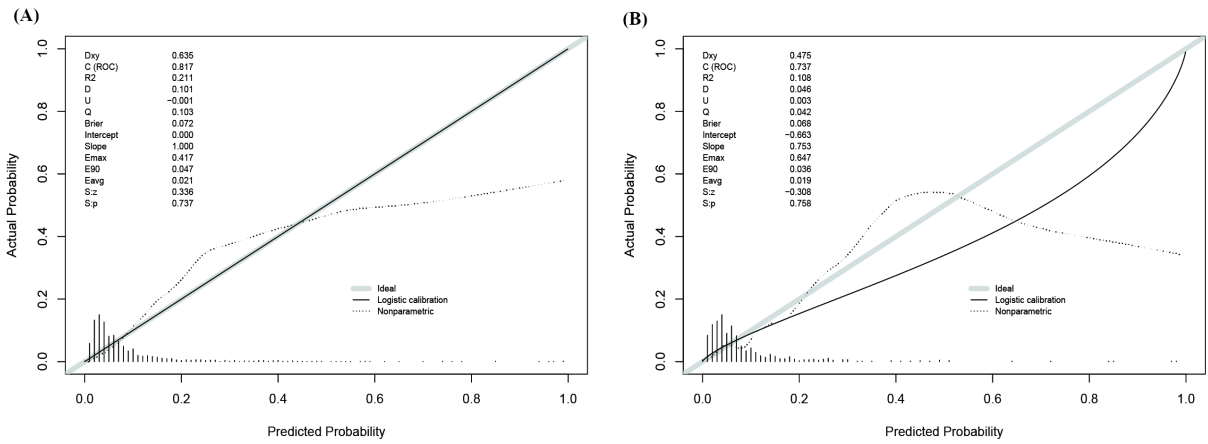 (A)
Dxy 0.635
C (ROC) 0.817
R2 0.211
D 0.101
U −0.001
Q 0.103
Brier 0.072
Intercept 0.000
Slope 1.000
Emax 0.417
E90 0.047
Eavg 0.021
S:z 0.336
S:p 0.737
Ideal
Logistic calibration
Nonparametric
Actual Probability
0.0 0.2 0.4 0.6 0.8 1.0
0.0 0.2 0.4 0.6 0.8 1.0
Predicted Probability
(B)
Dxy 0.475
C (ROC) 0.737
R2 0.108
D 0.046
U 0.003
Q 0.042
Brier 0.068
Intercept −0.663
Slope 0.753
Emax 0.647
E90 0.036
Eavg 0.019
S:z −0.308
S:p 0.758
Ideal
Logistic calibration
Nonparametric
Actual Probability
0.0 0.2 0.4 0.6 0.8 1.0
0.0 0.2 0.4 0.6 0.8 1.0
Predicted Probability